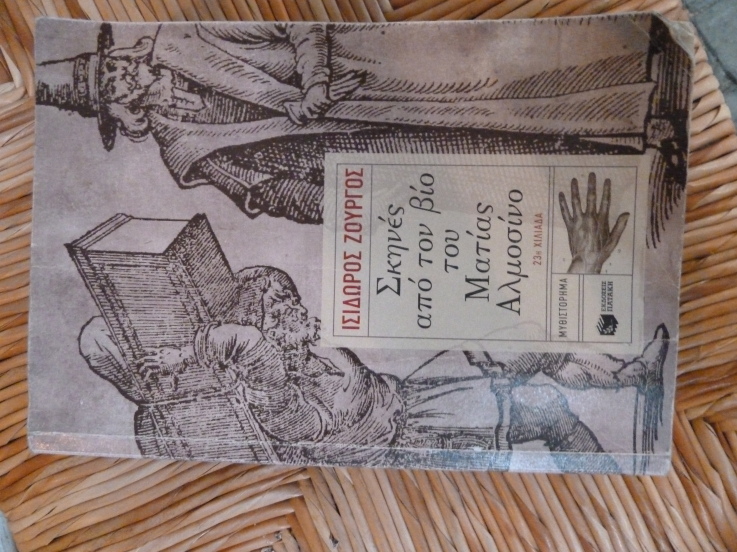 ΙΣΙΔΩΡΟΣ ΖΟΥΡΓΟΣ
Σκηνές
από τον βίο
του
Ματίας
Αλμοσίνο
23η ΧΙΛΙΑΔΑ
ΜΥΘΙΣΤΟΡΗΜΑ
ΕΚΔΟΣΕΙΣ
ΠΑΤΑΚΗ